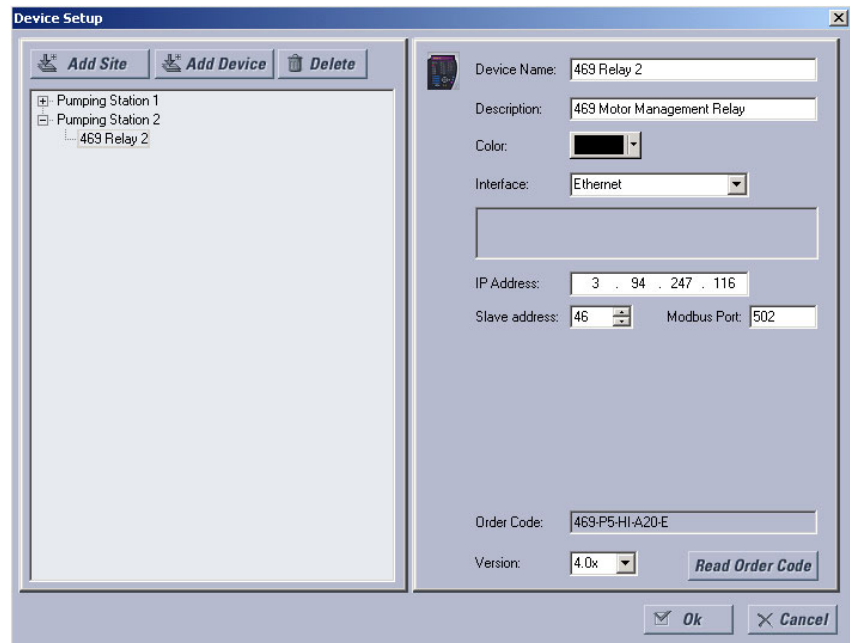 Device Setup
Add Site Add Device Delete
Pumping Station 1
Pumping Station 2
469 Relay 2
Device Name: 469 Relay 2
Description: 469 Motor Management Relay
Color:
Interface: Ethernet
IP Address: 3 . 94 . 247 . 116
Slave address: 46 Modbus Port: 502
Order Code: 469-P5-HI-A20-E
Version: 4.0x Read Order Code
Ok Cancel